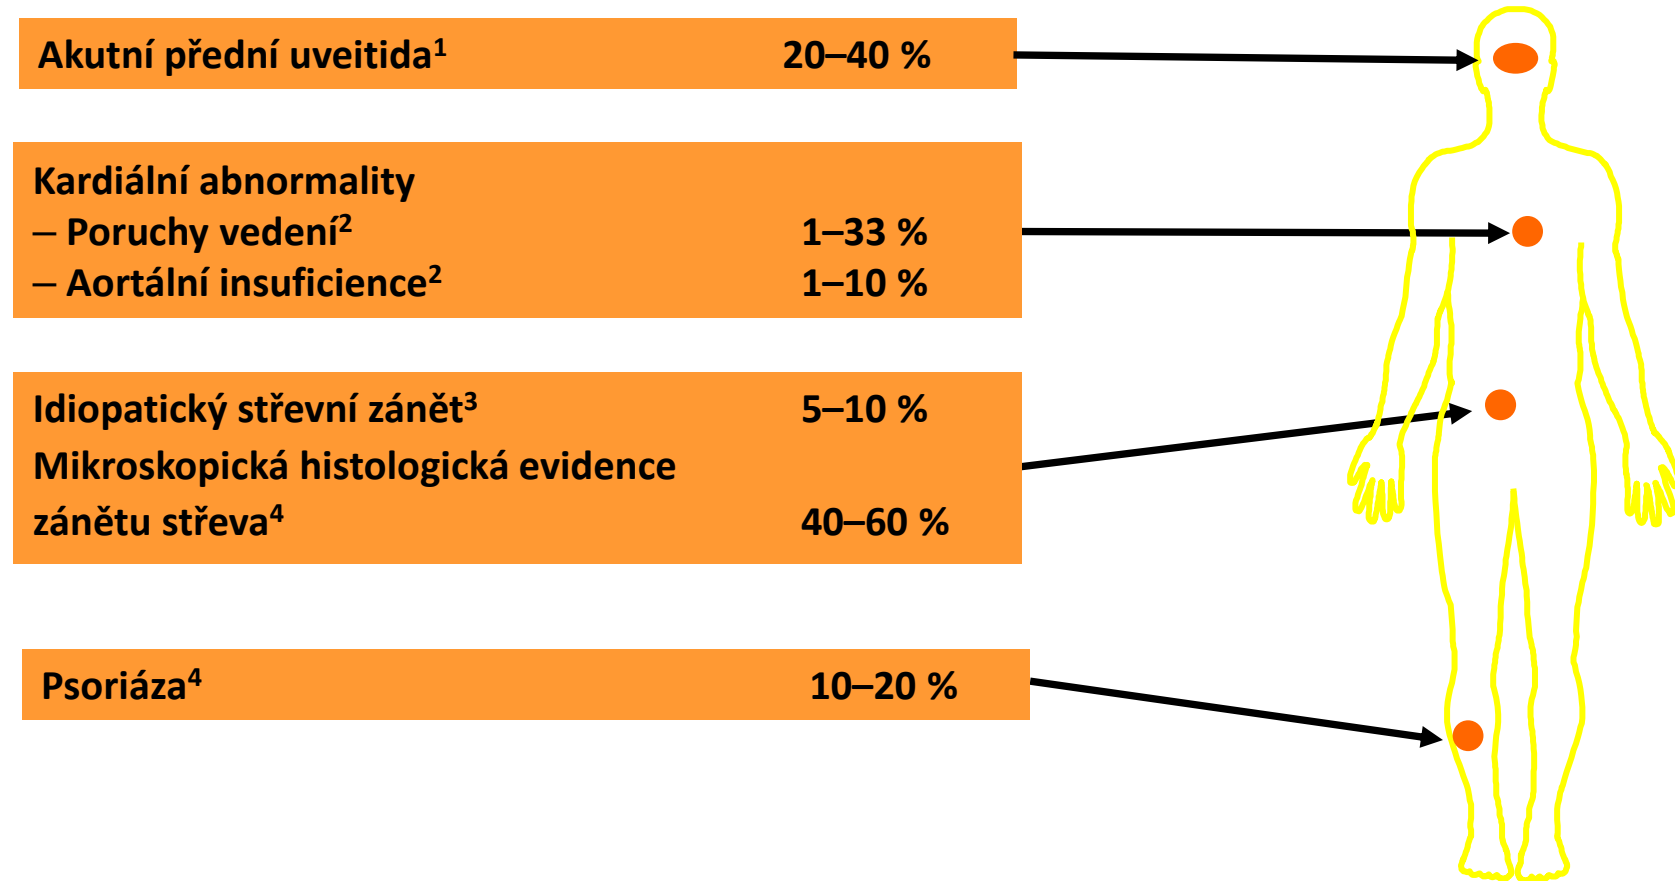 Akutní přední uveitida¹ 20–40 %
Kardiální abnormality
– Poruchy vedení² 1–33 %
– Aortální insuficience² 1–10 %
Idiopatický střevní zánět³ 5–10 %
Mikroskopická histologická evidence
zánětu střeva⁴ 40–60 %
Psoriáza⁴ 10–20 %